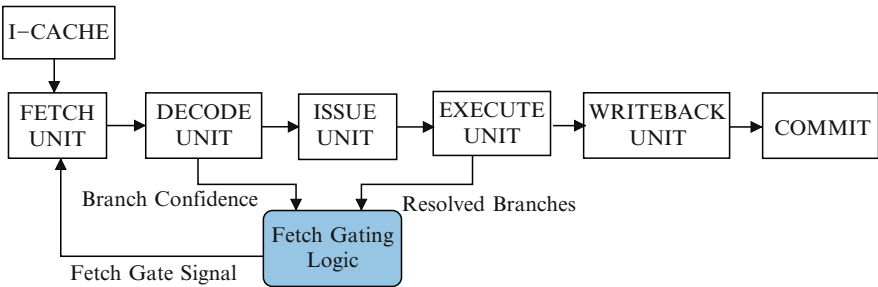 I−CACHE
FETCH
UNIT
DECODE
UNIT
ISSUE
UNIT
EXECUTE
UNIT
WRITEBACK
UNIT
COMMIT
Branch Confidence
Resolved Branches
Fetch Gating
Logic
Fetch Gate Signal